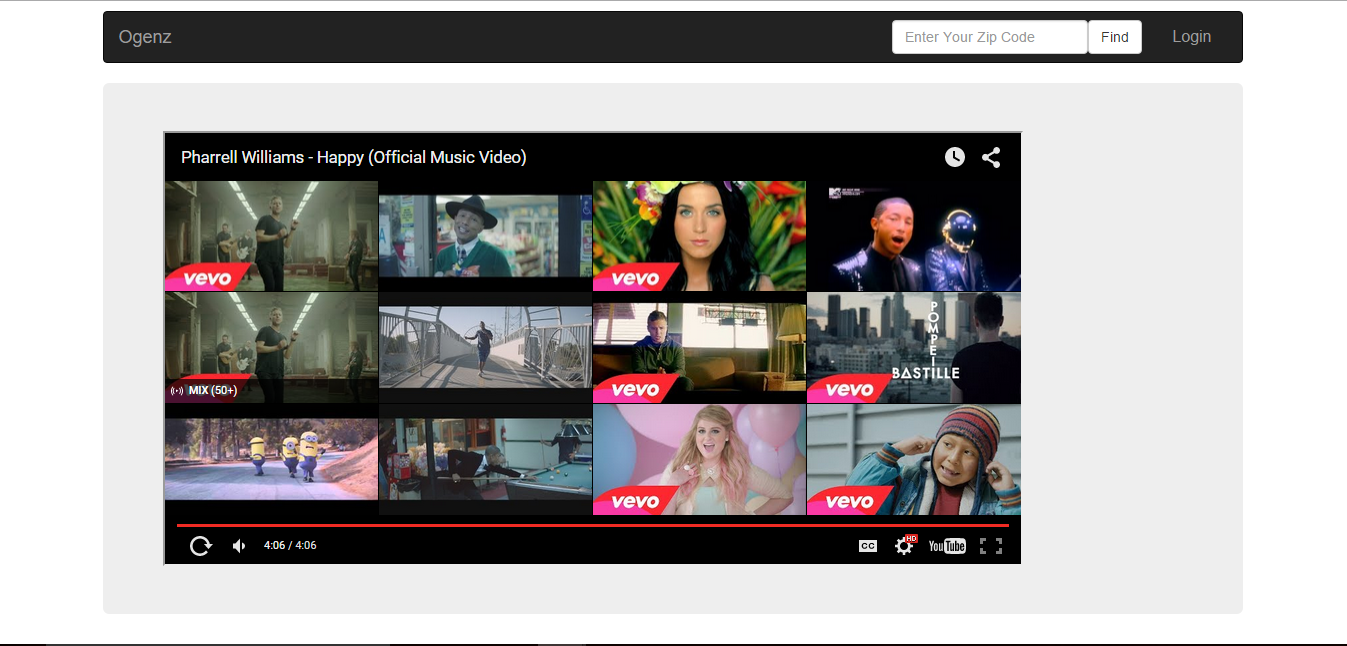 Ogenz
Enter Your Zip Code
Find
Login
Pharrell Williams - Happy (Official Music Video)
vevo
vevo
MIX (50+)
vevo
POMPEII
BASTILLE
vevo
vevo
vevo
4:06 / 4:06
CC
HD
YouTube